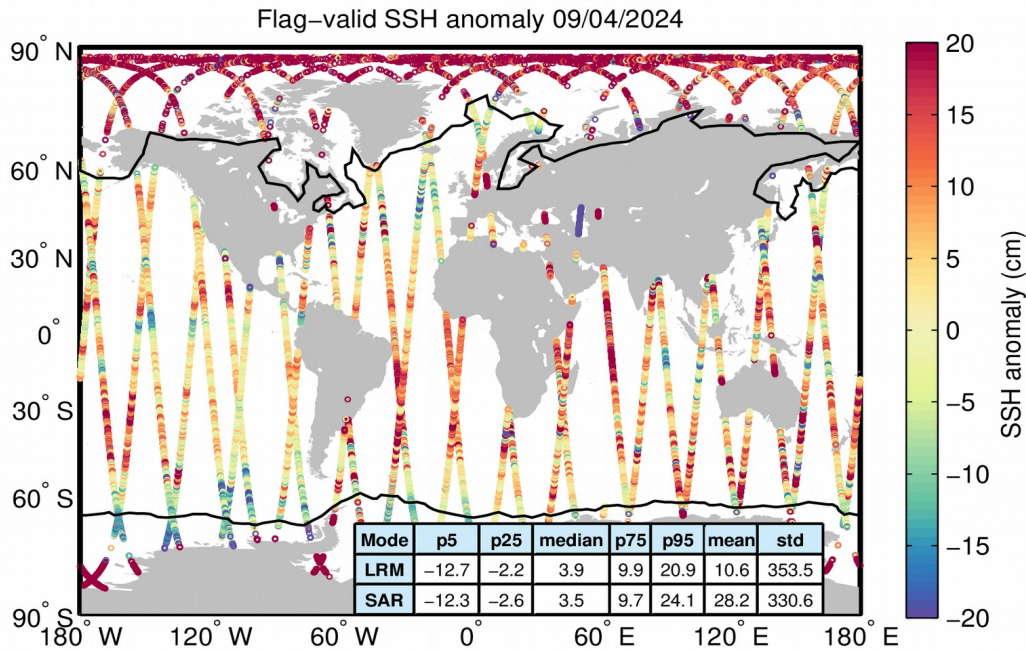 Flag−valid SSH anomaly 09/04/2024
90° N
60° N
30° N
0°
30° S
60° S
90° S
180° W
120° W
60° W
0°
60° E
120° E
180° E
20
15
10
5
0
−5
−10
−15
−20
SSH anomaly (cm)
Mode p5 p25 median p75 p95 mean std
LRM −12.7 −2.2 3.9 9.9 20.9 10.6 353.5
SAR −12.3 −2.6 3.5 9.7 24.1 28.2 330.6